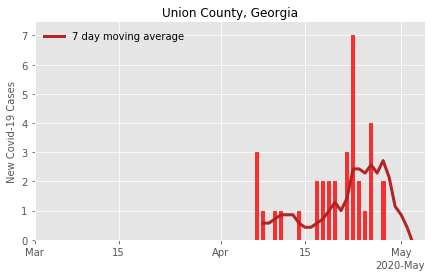 Union County, Georgia
7 day moving average
New Covid-19 Cases
7
6
5
4
3
2
1
0
Mar 15 Apr 15 May
2020-May